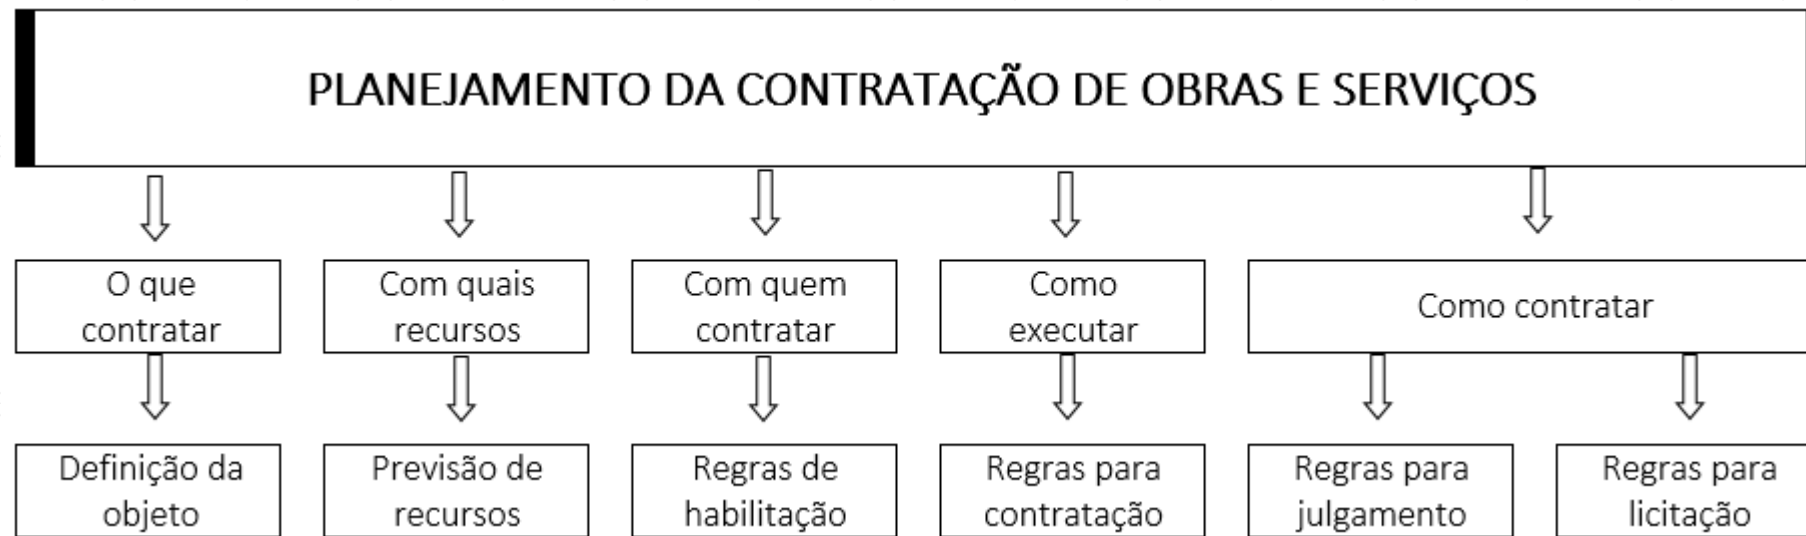 PLANEJAMENTO DA CONTRATAÇÃO DE OBRAS E SERVIÇOS
O que
contratar
Com quais
recursos
Com quem
contratar
Como
executar
Como contratar
Definição da
objeto
Previsão de
recursos
Regras de
habilitação
Regras para
contratação
Regras para
julgamento
Regras para
licitação